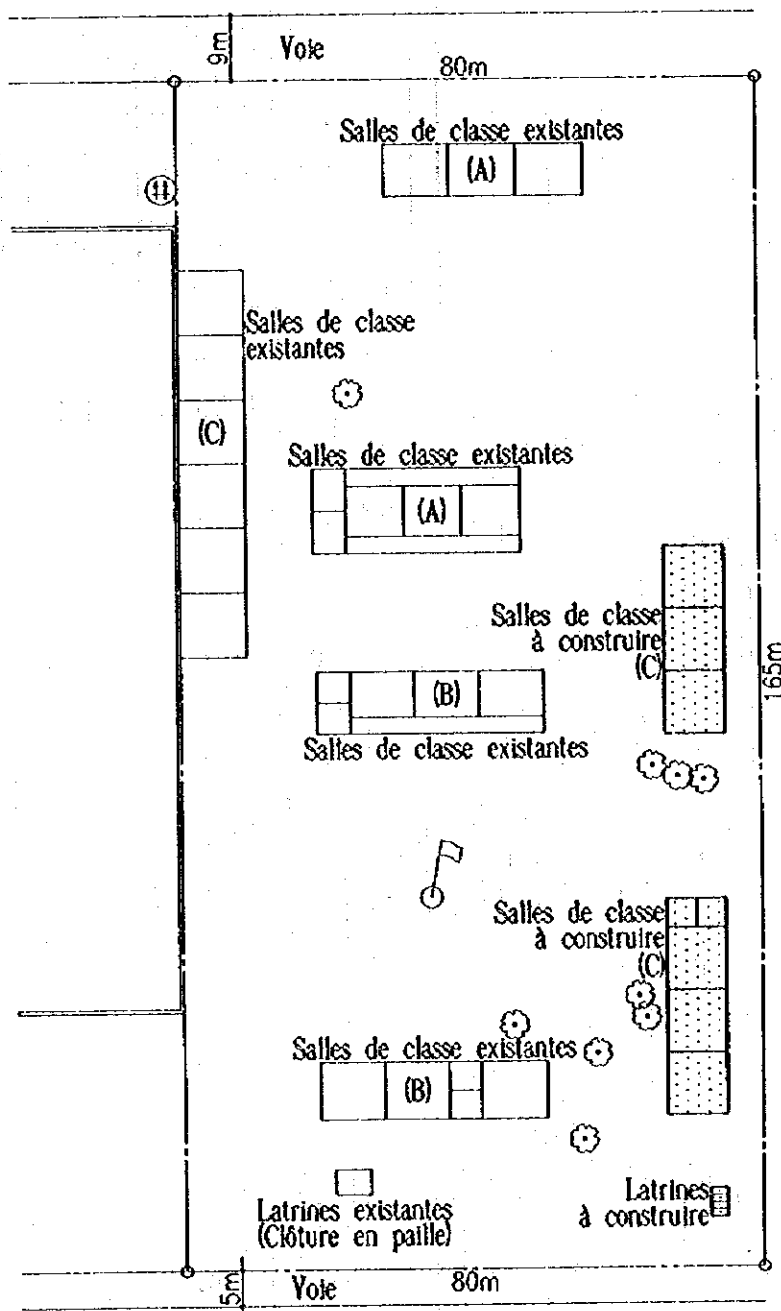 9m
Voie
80m
Salles de classe existantes
(A)
Salles de classe
existantes
(C)
Salles de classe existantes
(A)
Salles de classe
à construire
(C)
165m
(B)
Salles de classe existantes
Salles de classe
à construire
(C)
Salles de classe existantes
(B)
Latrines existantes
(Clôture en paille)
Latrines
à construire
5m
Voie
80m